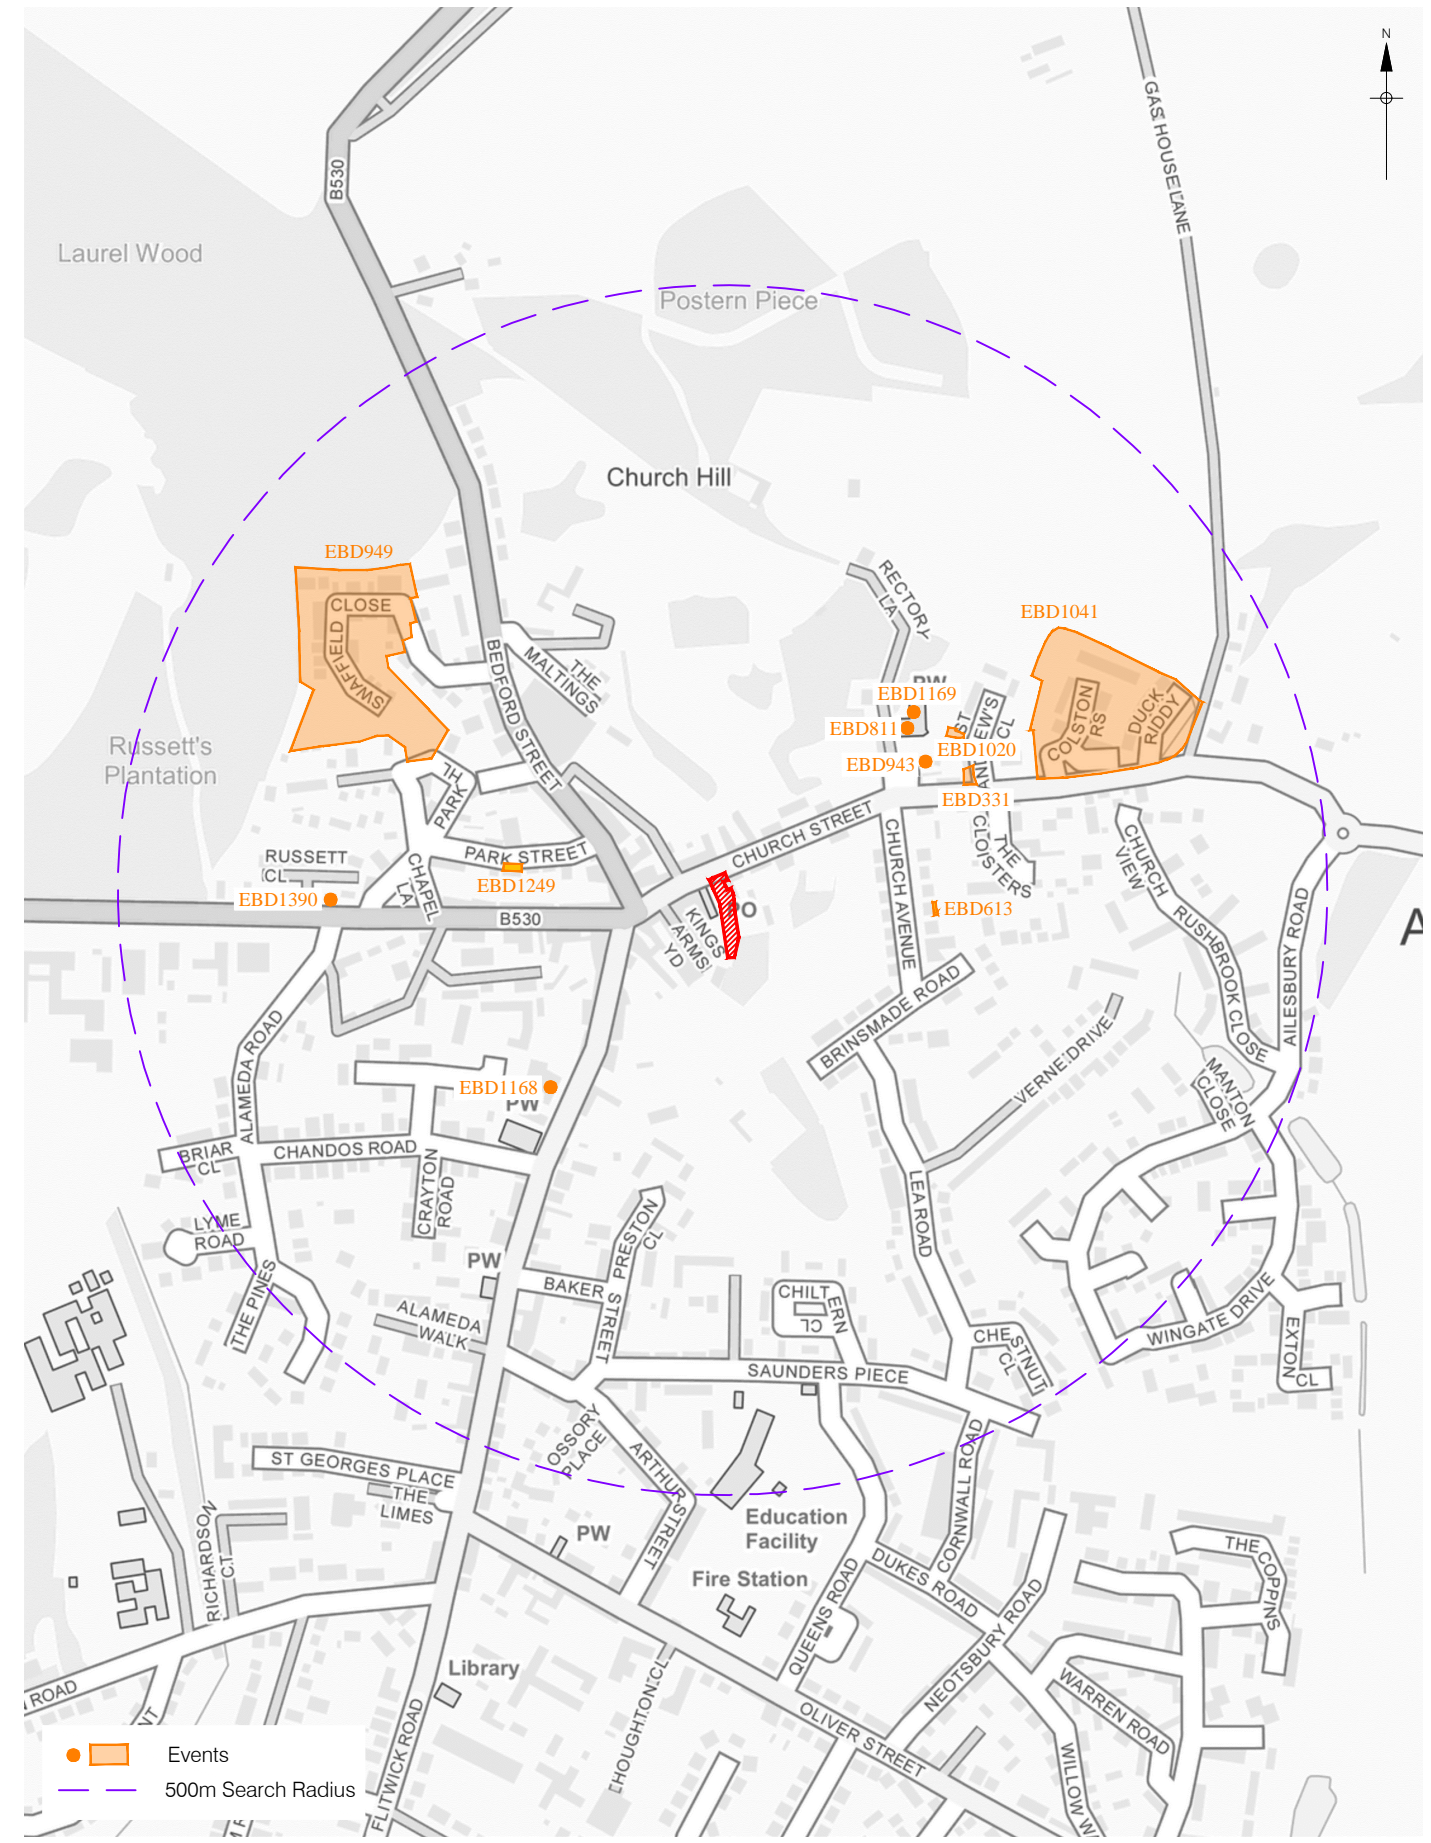 N
GAS HOUSE LANE
B530
Laurel Wood
Postern Piece
Church Hill
EBD949
CLOSE
SWAFFIELD
RECTORY
LA
EBD1041
BEDFORD STREET
THE
MALTINGS
PW
EBD1169
EBD811
ST
EBD1020
CL
EBD943
EBD331
COLSTON
RS
DUCK
RIDDY
Russett's
Plantation
PARK
PARK STREET
EBD1249
RUSSETT
CL
EBD1390
CHAPEL
LA
B530
CHURCH STREET
PO
KINGS
ARMS
YD
CHURCH AVENUE
THE
CLOISTERS
EBD613
CHURCH
VIEW
RUSHBROOK CLOSE
AILESBURY ROAD
A
BRINSMADE ROAD
VERNE DRIVE
MANTON
CLOSE
ALAMEDA ROAD
EBD1168
PW
BRIAR
CL
CHANDOS ROAD
CRAYTON
ROAD
LYME
ROAD
THE PINES
PW
PRESTON
CL
BAKER STREET
ALAMEDA
WALK
LEA ROAD
CHILTERN
CL
CHESTNUT
CL
WINGATE DRIVE
EXTON
CL
SAUNDERS PIECE
OSSORY
PLACE
ARTHUR STREET
ST GEORGES PLACE
THE
LIMES
RICHARDSON
CT
PW
Education
Facility
Fire Station
CORNWALL ROAD
DUKES ROAD
QUEENS ROAD
NEOTSBURY ROAD
THE COPPINS
WARREN ROAD
WILLOW WA
OLIVER STREET
HOUGHTON CL
Library
FLITWICK ROAD
ROAD
NT
Events
500m Search Radius